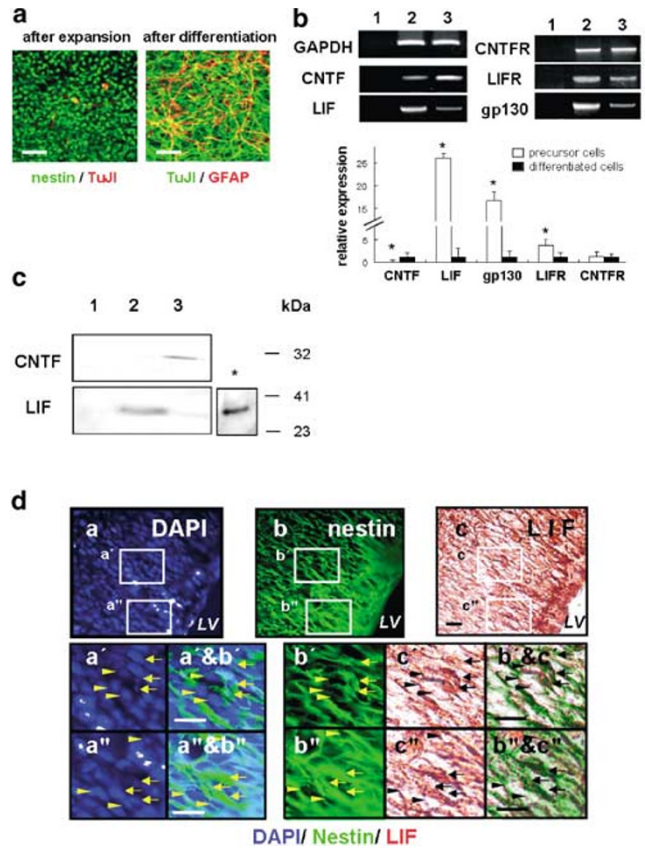 a
after expansion
after differentiation
nestin / TuJI
TuJI / GFAP
b
1 2 3
GAPDH
CNTF
LIF
1 2 3
CNTFR
LIFR
gp130
relative expression
25
15
5
0
* * * *
precursor cells
differentiated cells
CNTF LIF gp130 LIFR CNTFR
c
1 2 3 kDa
CNTF
32
*
LIF
41
23
d
a DAPI
a´
a"
LV
b nestin
b´
b"
LV
c LIF
c´
c"
LV
a´ a´&b´
b´ c´ b´&c´
a" a"&b"
b" c" b"&c"
DAPI/ Nestin/ LIF